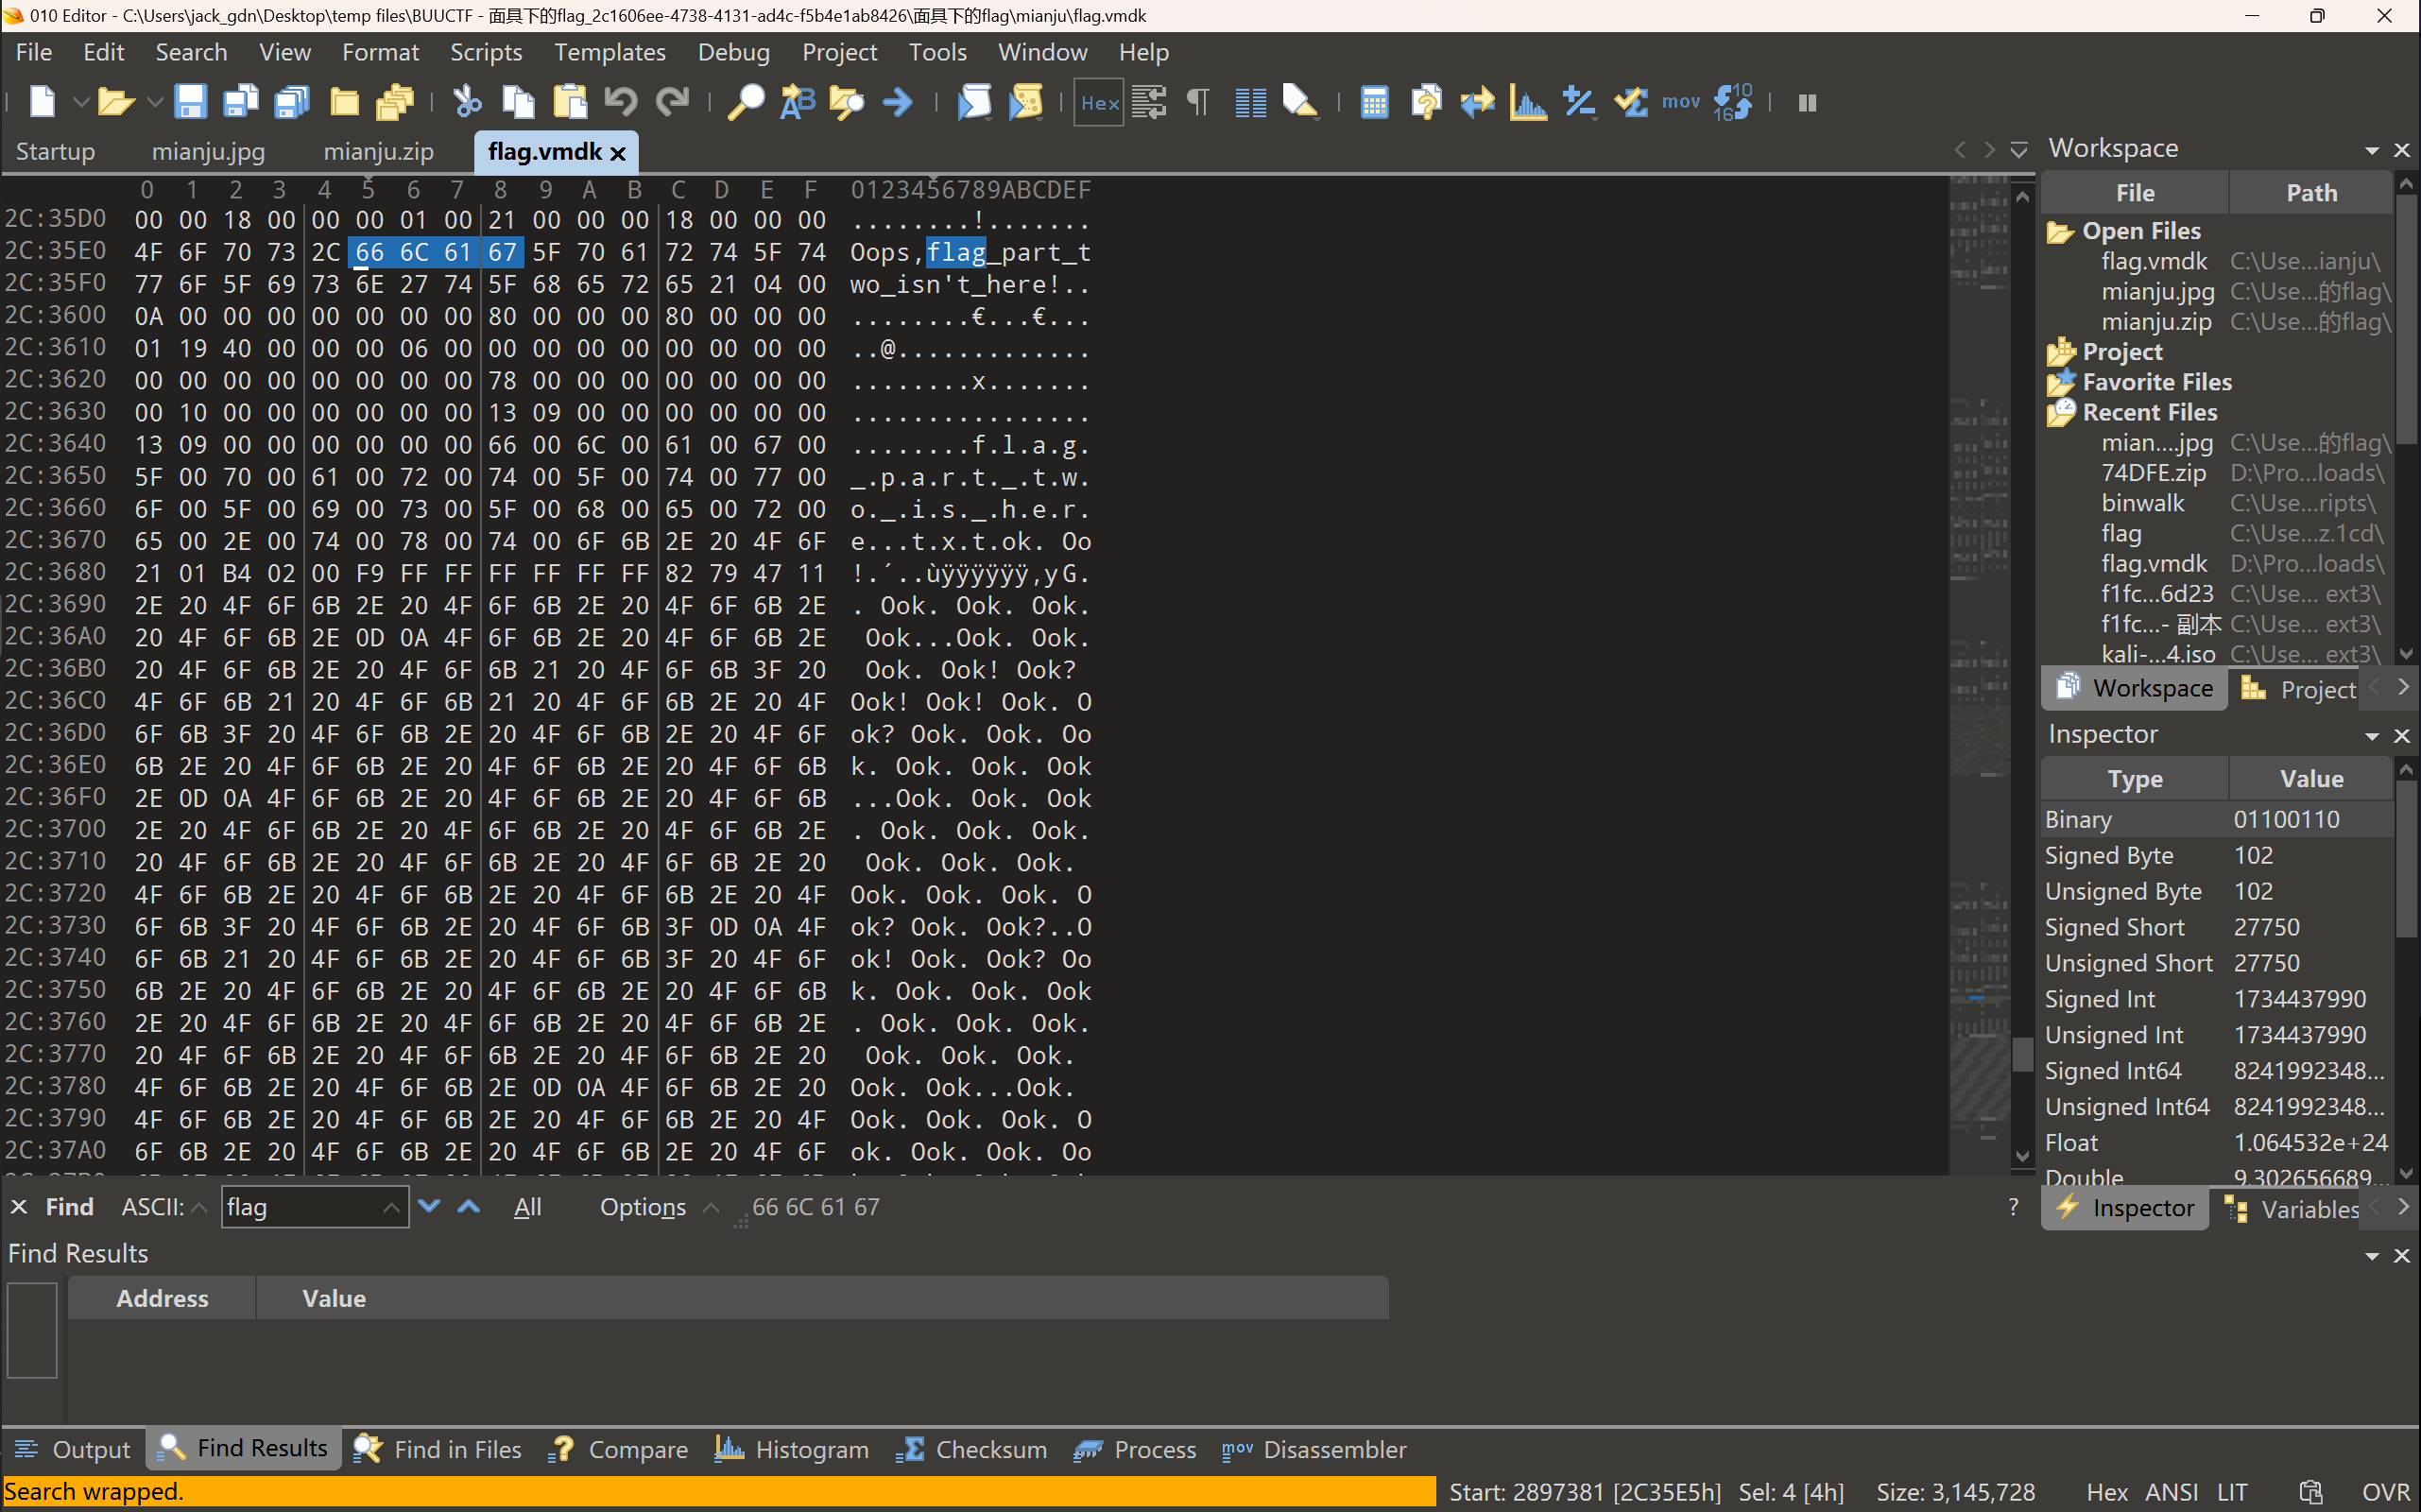 010 Editor - C:\Users\jack_gdn\Desktop\temp files\BUUCTF - 面具下的flag_2c1606ee-4738-4131-ad4c-f5b4e1ab8426\面具下的flag\mianju\flag.vmdk
File Edit Search View Format Scripts Templates Debug Project Tools Window Help
Startup mianju.jpg mianju.zip flag.vmdk
0 1 2 3 4 5 6 7 8 9 A B C D E F 0123456789ABCDEF
2C:35D0 00 00 18 00 00 00 01 00 21 00 00 00 18 00 00 00 ........!.......
2C:35E0 4F 6F 70 73 2C 66 6C 61 67 5F 70 61 72 74 5F 74 Oops,flag_part_t
2C:35F0 77 6F 5F 69 73 6E 27 74 5F 68 65 72 65 21 04 00 wo_isn't_here!..
2C:3600 0A 00 00 00 00 00 00 00 80 00 00 00 80 00 00 00 ........€...€...
2C:3610 01 19 40 00 00 00 06 00 00 00 00 00 00 00 00 00 ..@.............
2C:3620 00 00 00 00 00 00 00 00 78 00 00 00 00 00 00 00 ........x.......
2C:3630 00 10 00 00 00 00 00 00 13 09 00 00 00 00 00 00 ................
2C:3640 13 09 00 00 00 00 00 00 66 00 6C 00 61 00 67 00 ........f.l.a.g.
2C:3650 5F 00 70 00 61 00 72 00 74 00 5F 00 74 00 77 00 _.p.a.r.t._.t.w.
2C:3660 6F 00 5F 00 69 00 73 00 5F 00 68 00 65 00 72 00 o._.i.s._.h.e.r.
2C:3670 65 00 2E 00 74 00 78 00 74 00 6F 6B 2E 20 4F 6F e...t.x.t.ok. Oo
2C:3680 21 01 B4 02 00 F9 FF FF FF FF FF FF 82 79 47 11 !.´..ùÿÿÿÿÿÿ‚yG.
2C:3690 2E 20 4F 6F 6B 2E 20 4F 6F 6B 2E 20 4F 6F 6B 2E . Ook. Ook. Ook.
2C:36A0 20 4F 6F 6B 2E 0D 0A 4F 6F 6B 2E 20 4F 6F 6B 2E  Ook...Ook. Ook.
2C:36B0 20 4F 6F 6B 2E 20 4F 6F 6B 21 20 4F 6F 6B 3F 20  Ook. Ook! Ook?
2C:36C0 4F 6F 6B 21 20 4F 6F 6B 21 20 4F 6F 6B 2E 20 4F Ook! Ook! Ook. O
2C:36D0 6F 6B 3F 20 4F 6F 6B 2E 20 4F 6F 6B 2E 20 4F 6F ok? Ook. Ook. Oo
2C:36E0 6B 2E 20 4F 6F 6B 2E 20 4F 6F 6B 2E 20 4F 6F 6B k. Ook. Ook. Ook
2C:36F0 2E 0D 0A 4F 6F 6B 2E 20 4F 6F 6B 2E 20 4F 6F 6B ...Ook. Ook. Ook
2C:3700 2E 20 4F 6F 6B 2E 20 4F 6F 6B 2E 20 4F 6F 6B 2E . Ook. Ook. Ook.
2C:3710 20 4F 6F 6B 2E 20 4F 6F 6B 2E 20 4F 6F 6B 2E 20  Ook. Ook. Ook.
2C:3720 4F 6F 6B 2E 20 4F 6F 6B 2E 20 4F 6F 6B 2E 20 4F Ook. Ook. Ook. O
2C:3730 6F 6B 3F 20 4F 6F 6B 2E 20 4F 6F 6B 3F 0D 0A 4F ok? Ook. Ook?..O
2C:3740 6F 6B 21 20 4F 6F 6B 2E 20 4F 6F 6B 3F 20 4F 6F ok! Ook. Ook? Oo
2C:3750 6B 2E 20 4F 6F 6B 2E 20 4F 6F 6B 2E 20 4F 6F 6B k. Ook. Ook. Ook
2C:3760 2E 20 4F 6F 6B 2E 20 4F 6F 6B 2E 20 4F 6F 6B 2E . Ook. Ook. Ook.
2C:3770 20 4F 6F 6B 2E 20 4F 6F 6B 2E 20 4F 6F 6B 2E 20  Ook. Ook. Ook.
2C:3780 4F 6F 6B 2E 20 4F 6F 6B 2E 0D 0A 4F 6F 6B 2E 20 Ook. Ook...Ook.
2C:3790 4F 6F 6B 2E 20 4F 6F 6B 2E 20 4F 6F 6B 2E 20 4F Ook. Ook. Ook. O
2C:37A0 6F 6B 2E 20 4F 6F 6B 2E 20 4F 6F 6B 2E 20 4F 6F ok. Ook. Ook. Oo
Workspace
File Path
Open Files
flag.vmdk C:\Use...ianju\
mianju.jpg C:\Use...的flag\
mianju.zip C:\Use...的flag\
Project
Favorite Files
Recent Files
mian....jpg C:\Use...的flag\
74DFE.zip D:\Pro...loads\
binwalk C:\Use...ripts\
flag C:\Use...z.1cd\
flag.vmdk D:\Pro...loads\
f1fc...6d23 C:\Use... ext3\
f1fc...- 副本 C:\Use... ext3\
kali-...4.iso C:\Use... ext3\
Workspace Project
Inspector
Type Value
Binary 01100110
Signed Byte 102
Unsigned Byte 102
Signed Short 27750
Unsigned Short 27750
Signed Int 1734437990
Unsigned Int 1734437990
Signed Int64 8241992348...
Unsigned Int64 8241992348...
Float 1.064532e+24
Double 9.302656689...
Inspector Variables
Find ASCII: flag All Options 66 6C 61 67 ?
Find Results
Address Value
Output Find Results Find in Files Compare Histogram Checksum Process Disassembler
Search wrapped. Start: 2897381 [2C35E5h] Sel: 4 [4h] Size: 3,145,728 Hex ANSI LIT OVR